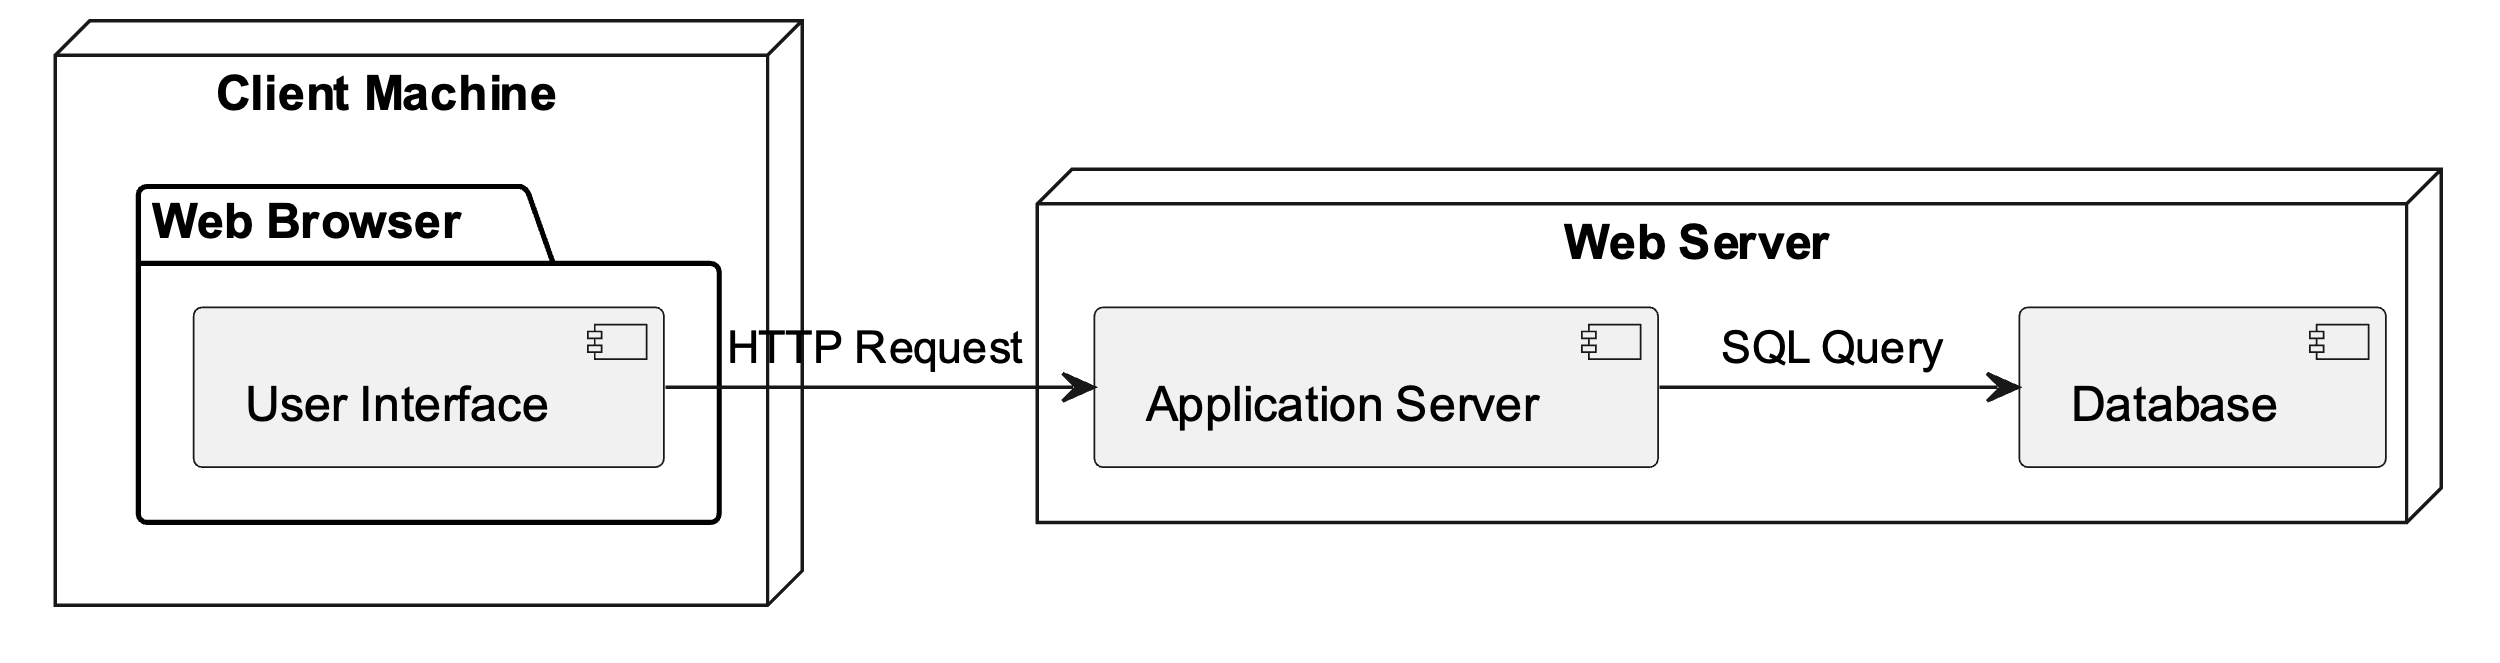 Client Machine
Web Browser
User Interface
HTTP Request
Web Server
Application Server
SQL Query
Database